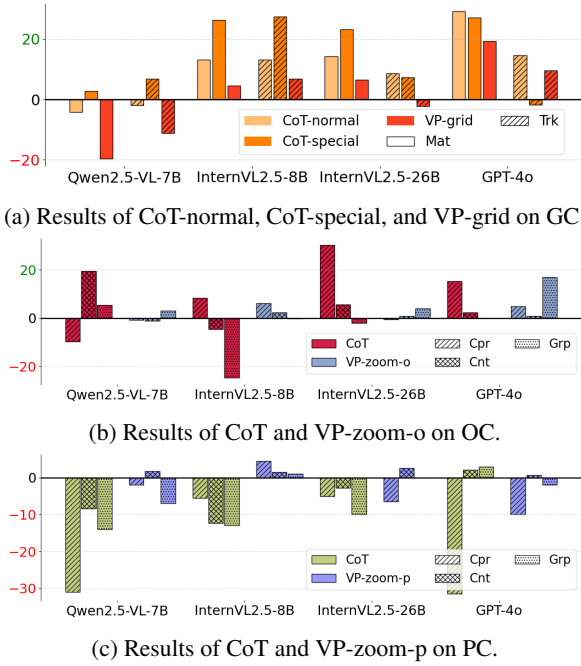 20
0
−20
CoT-normal VP-grid Trk
CoT-special Mat
Qwen2.5-VL-7B InternVL2.5-8B InternVL2.5-26B GPT-4o
(a) Results of CoT-normal, CoT-special, and VP-grid on GC.
20
0
−20
CoT Cpr Grp
VP-zoom-o Cnt
Qwen2.5-VL-7B InternVL2.5-8B InternVL2.5-26B GPT-4o
(b) Results of CoT and VP-zoom-o on OC.
0
−10
−20
−30
CoT Cpr Grp
VP-zoom-p Cnt
Qwen2.5-VL-7B InternVL2.5-8B InternVL2.5-26B GPT-4o
(c) Results of CoT and VP-zoom-p on PC.